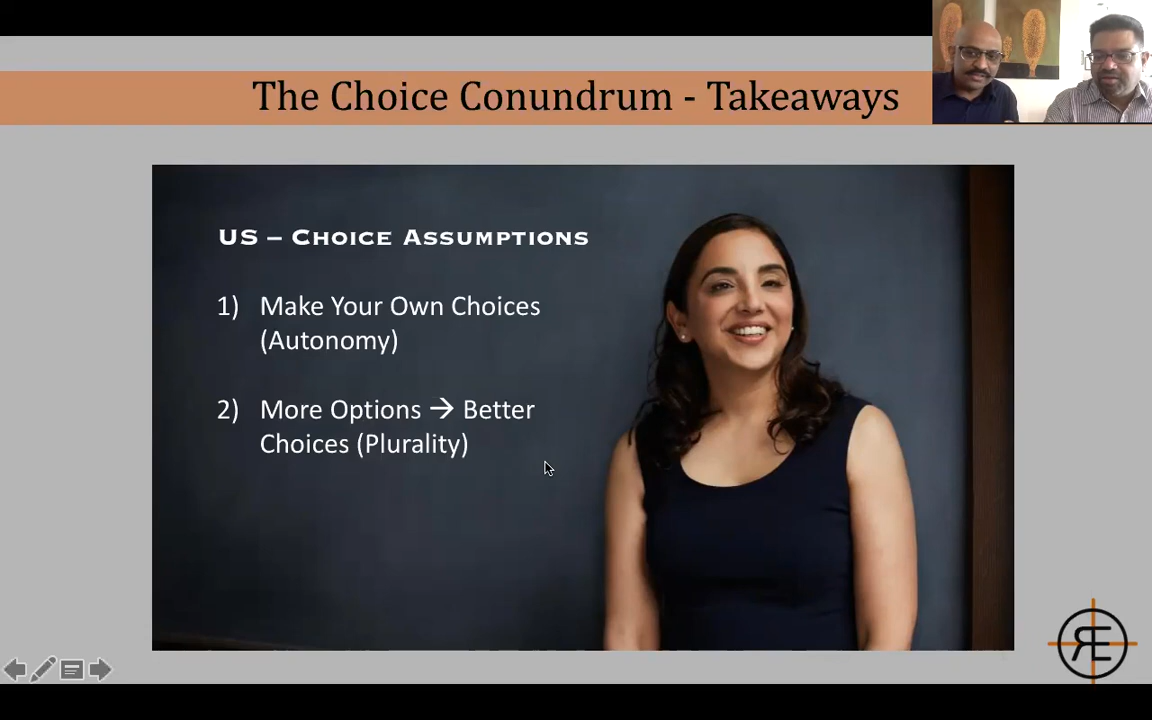 The Choice Conundrum - Takeaways
US – Choice Assumptions
1) Make Your Own Choices
(Autonomy)
2) More Options → Better
Choices (Plurality)
RE